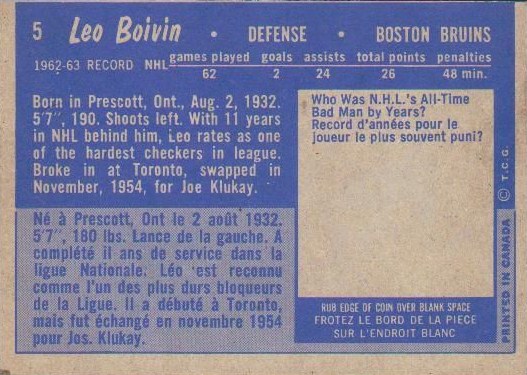 5 Leo Boivin • DEFENSE • BOSTON BRUINS
1962-63 RECORD NHL games played goals assists total points penalties
62 2 24 26 48 min.
Born in Prescott, Ont., Aug. 2, 1932.
5'7", 190. Shoots left. With 11 years
in NHL behind him, Leo rates as one
of the hardest checkers in league.
Broke in at Toronto, swapped in
November, 1954, for Joe Klukay.
Né à Prescott, Ont le 2 août 1932.
5'7", 180 lbs. Lance de la gauche. A
complété il ans de service dans la
ligue Nationale. Léo est reconnu
comme l'un des plus durs bloqueurs
de la Ligue. Il a débuté à Toronto,
mais fut échangé en novembre 1954
pour Jos. Klukay.
Who Was N.H.L.'s All-Time
Bad Man by Years?
Record d'années pour le
joueur le plus souvent puni?
RUB EDGE OF COIN OVER BLANK SPACE
FROTEZ LE BORD DE LA PIECE
SUR L'ENDROIT BLANC
PRINTED IN CANADA © T.C.G.